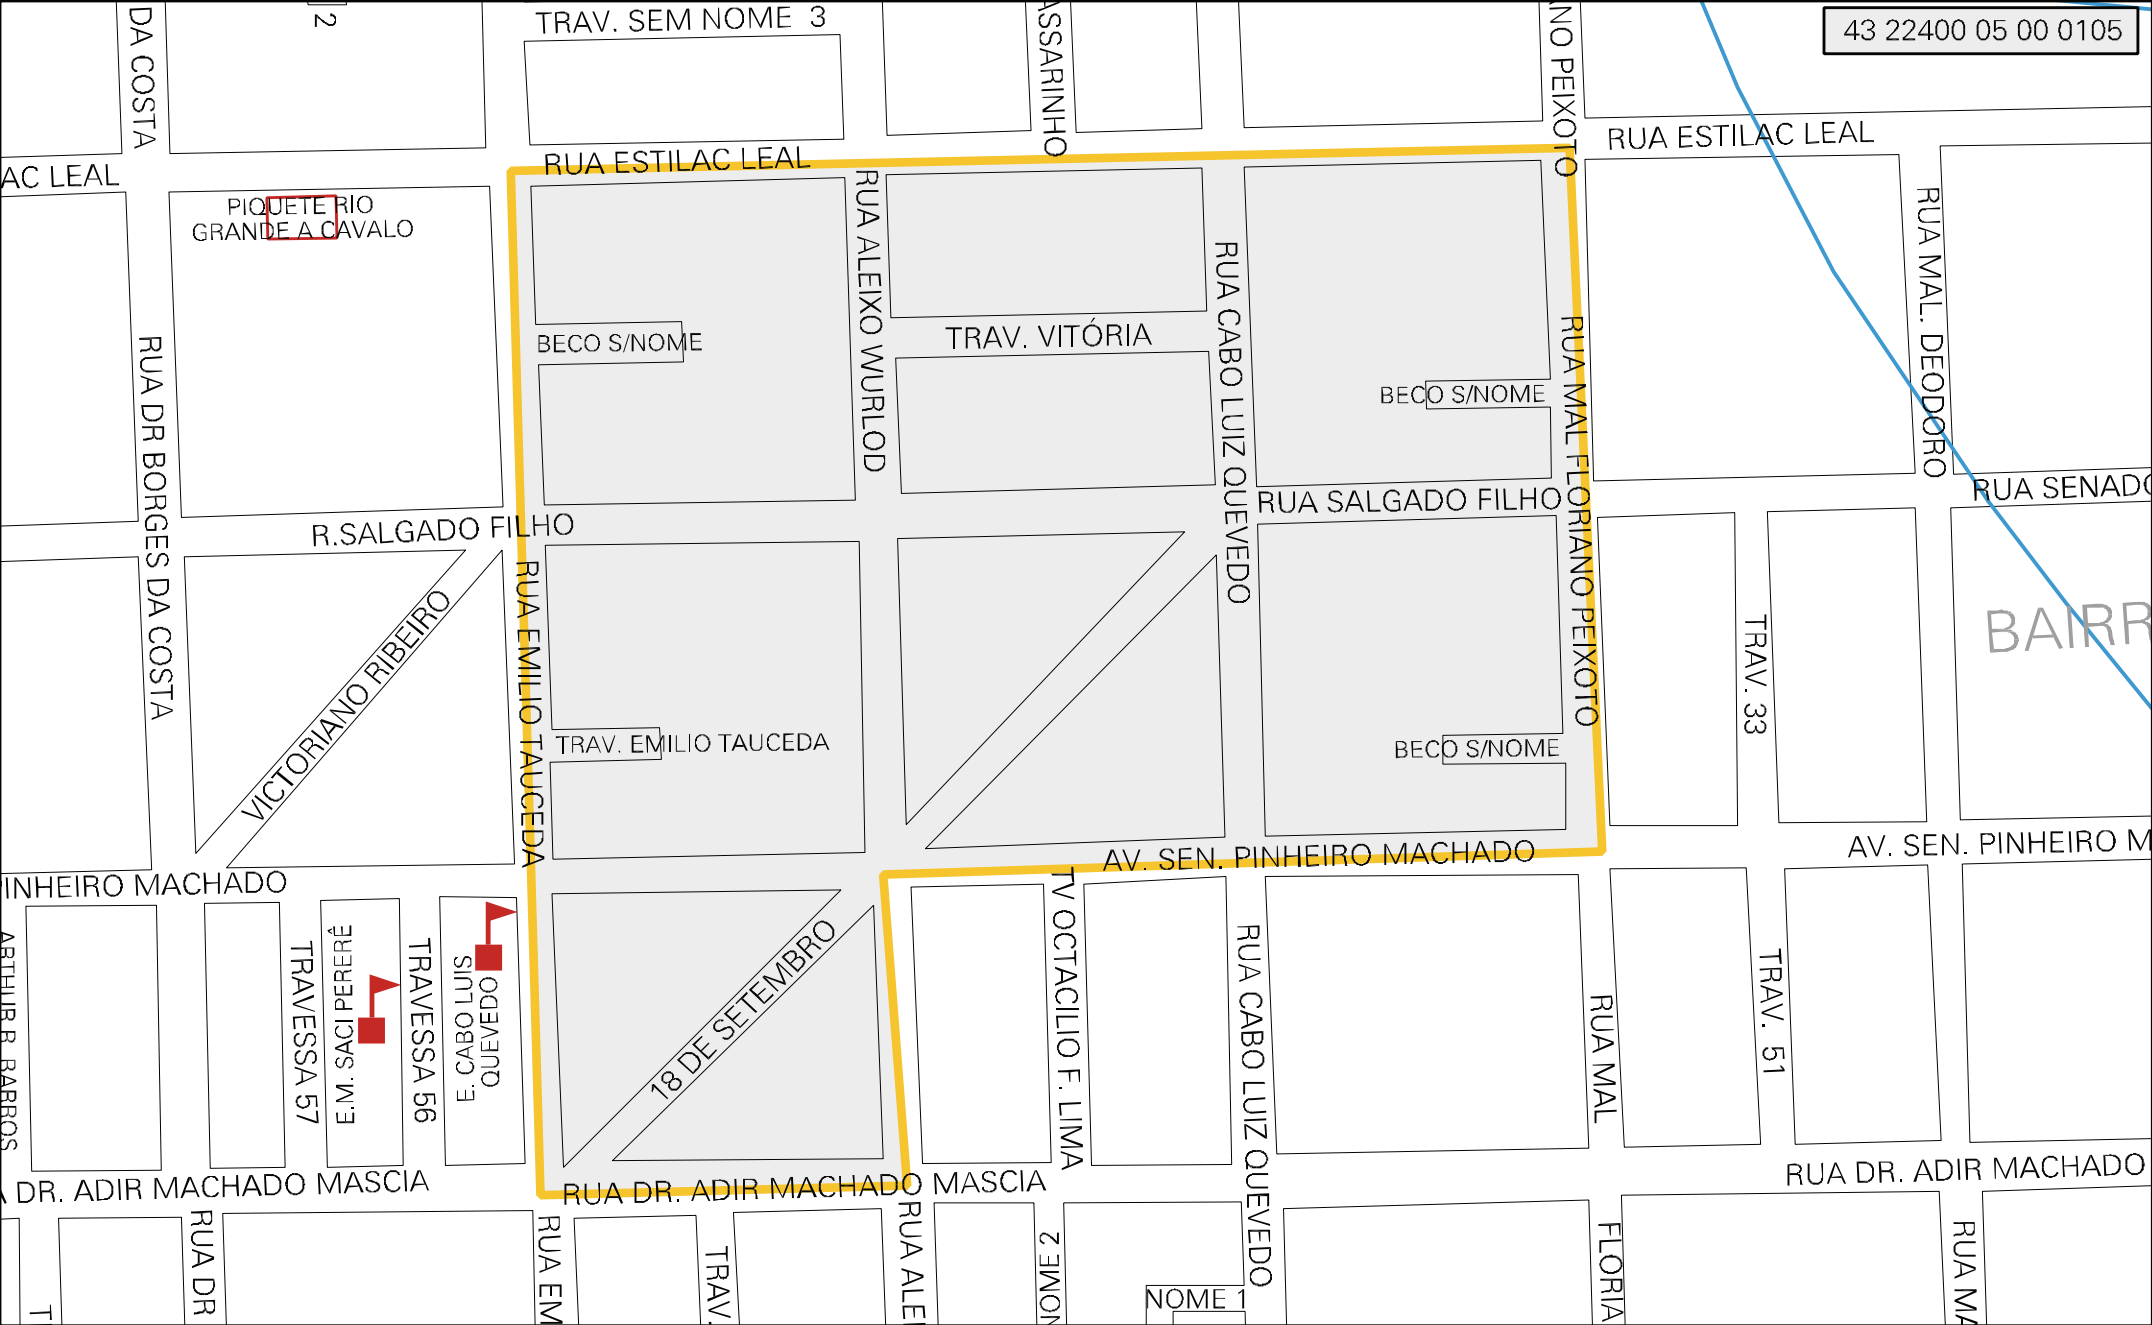 DA COSTA
2
TRAV. SEM NOME 3
ASSARINHO
NO PEIXOTO
43 22400 05 00 0105
RUA ESTILAC LEAL
RUA ESTILAC LEAL
AC LEAL
PIQUETE RIO
GRANDE A CAVALO
RUA ALEIXO WURLOD
RUA CABO LUIZ QUEVEDO
RUA MAL. DEODORO
BECO S/NOME
TRAV. VITÓRIA
RUA DR BORGES DA COSTA
RUA MAL FLORIANO PEIXOTO
BECO S/NOME
R.SALGADO FILHO
RUA SALGADO FILHO
RUA SENADO
RUA EMILIO TAUCEDA
VICTORIANO RIBEIRO
TRAV. 33
BAIRR
TRAV. EMILIO TAUCEDA
BECO S/NOME
AV. SEN. PINHEIRO MACHADO
AV. SEN. PINHEIRO M
INHEIRO MACHADO
ARTHUR B. BARROS
TRAVESSA 57
E.M. SACI PERERÊ
TRAVESSA 56
E. CABO LUIS
QUEVEDO
18 DE SETEMBRO
TV OCTACILIO F. LIMA
RUA CABO LUIZ QUEVEDO
RUA MAL
TRAV. 51
DR. ADIR MACHADO MASCIA
RUA DR. ADIR MACHADO MASCIA
RUA DR. ADIR MACHADO
RUA DR
RUA EM
TRAV.
RUA ALEI
NOME 2
NOME 1
FLORIA
RUA MA
T